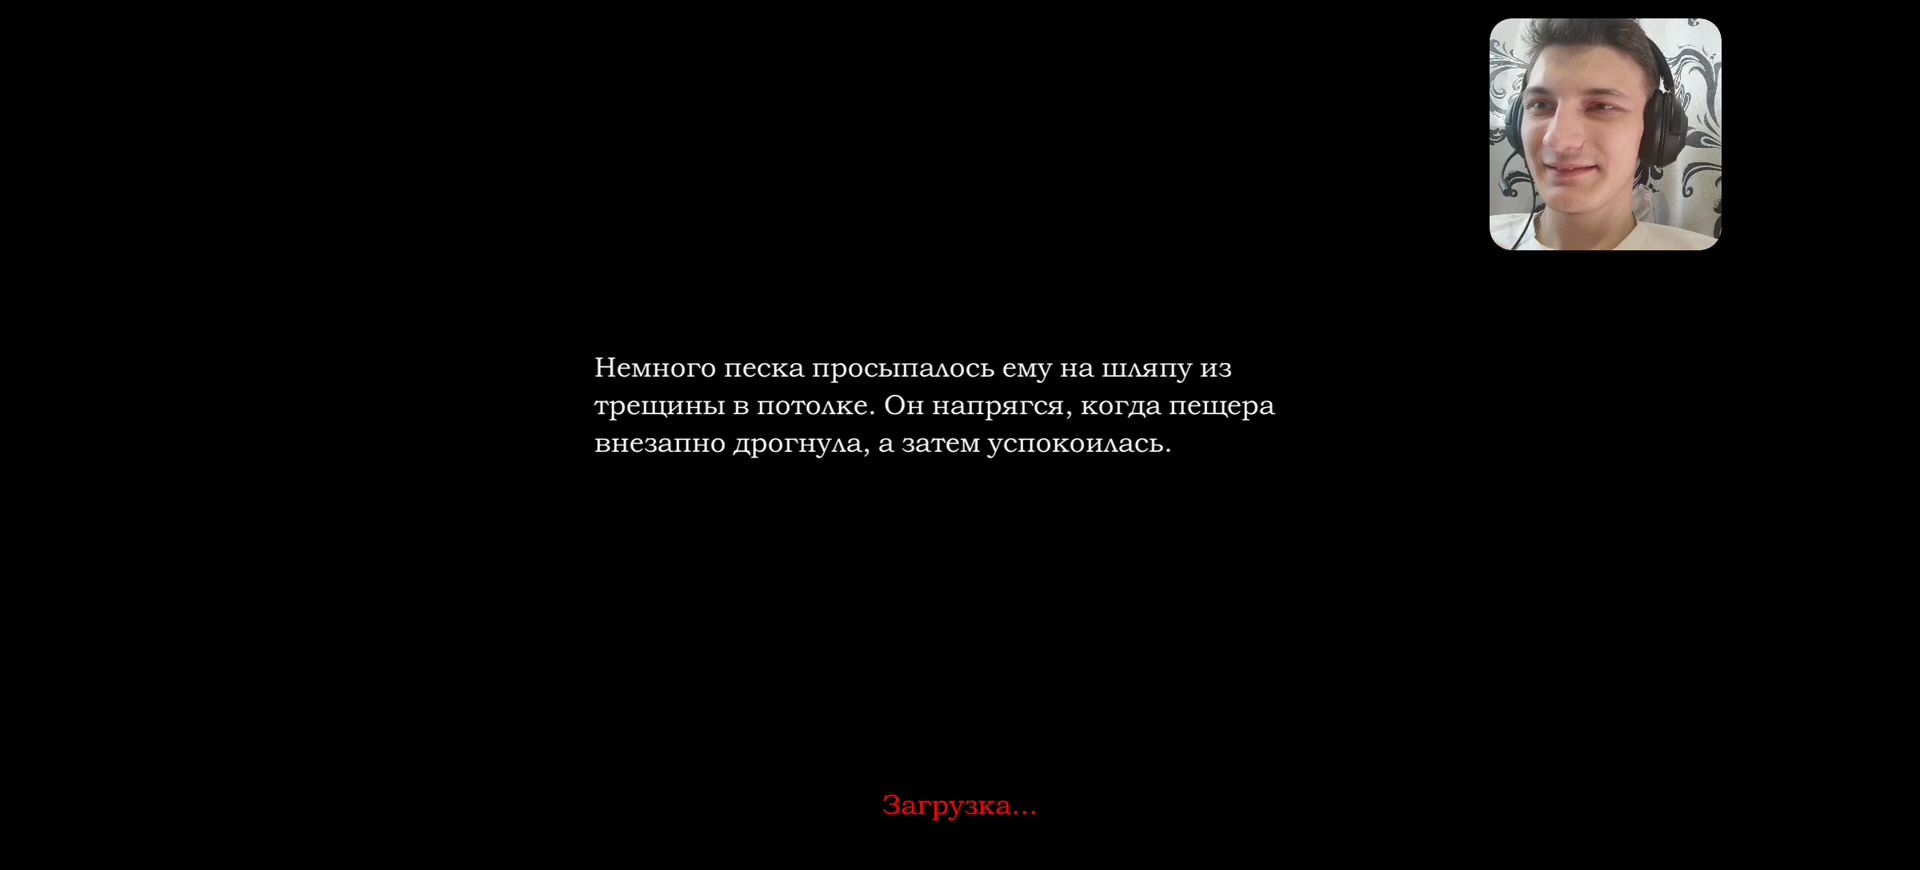 Немного песка просыпалось ему на шляпу из
трещины в потолке. Он напрягся, когда пещера
внезапно дрогнула, а затем успокоилась.
Загрузка...